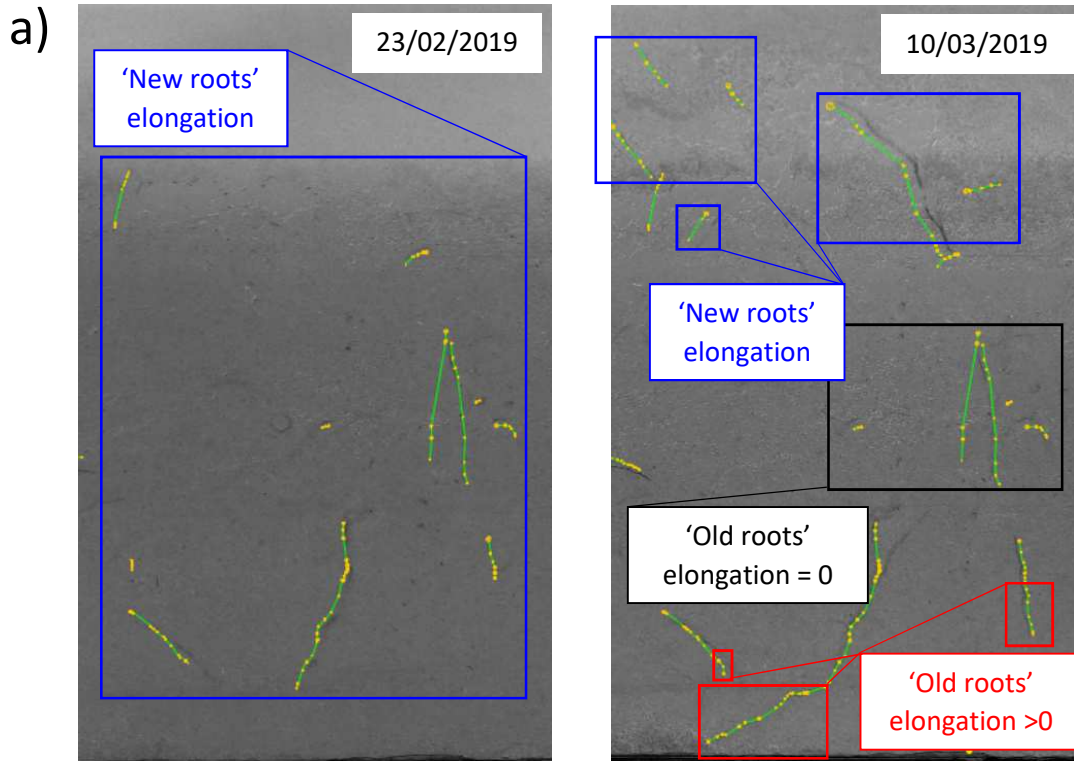 a)
23/02/2019
‘New roots’
elongation
10/03/2019
‘New roots’
elongation
‘Old roots’
elongation = 0
‘Old roots’
elongation >0